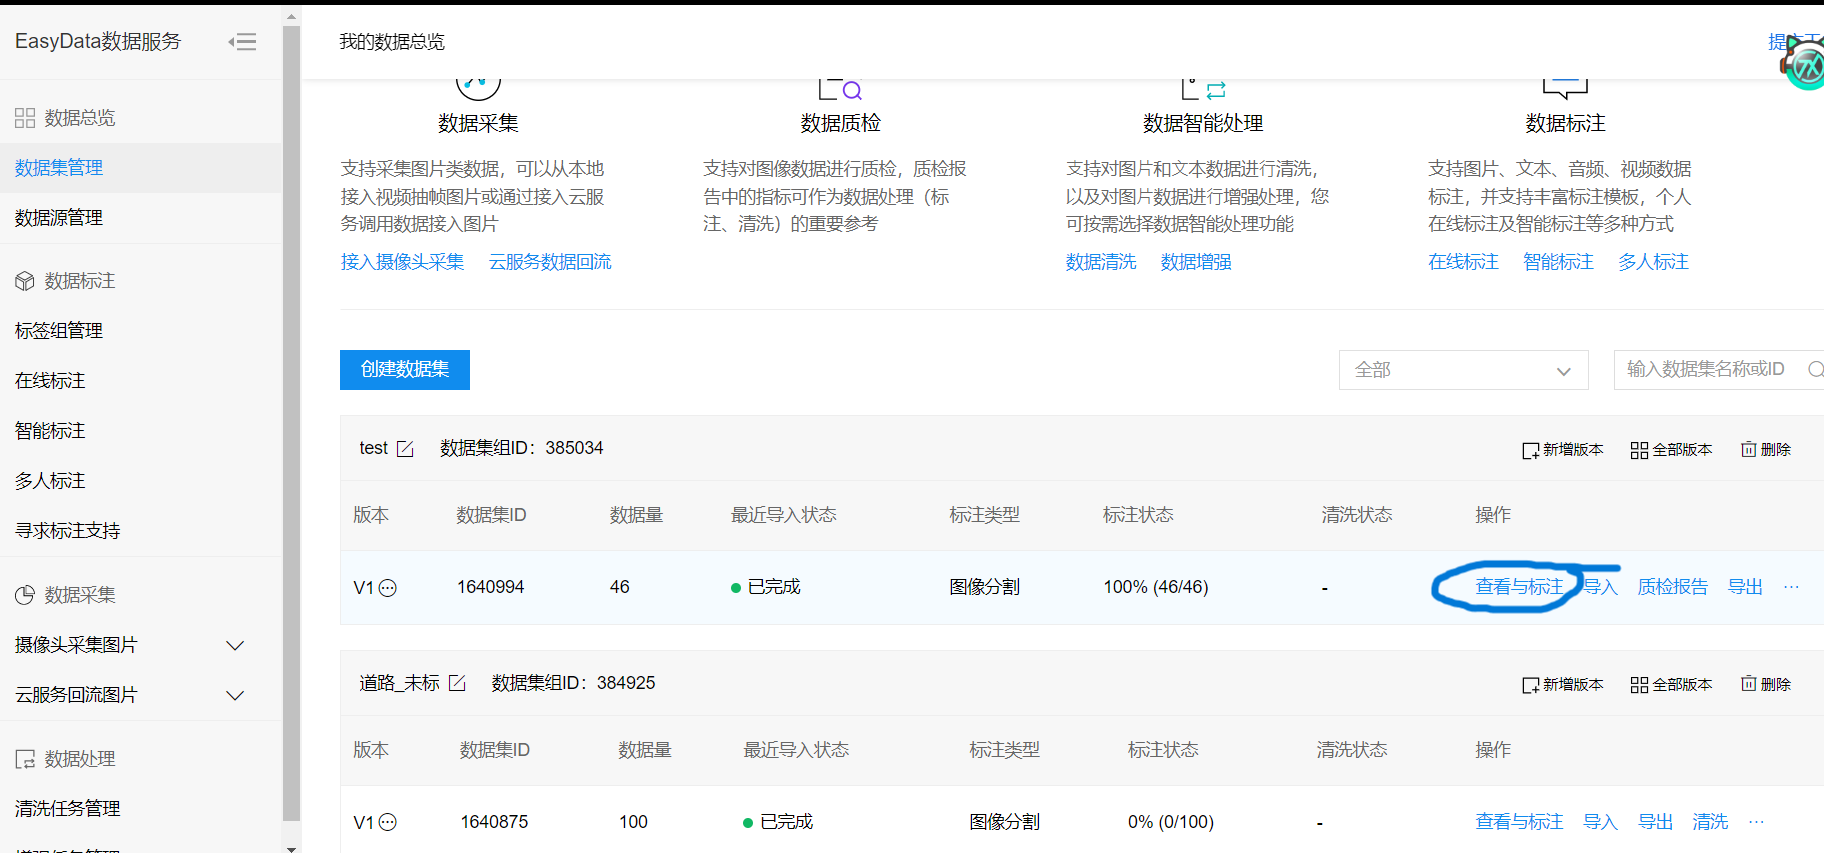 EasyData数据服务
我的数据总览
数据总览
数据集管理
数据源管理
数据标注
标签组管理
在线标注
智能标注
多人标注
寻求标注支持
数据采集
摄像头采集图片
云服务回流图片
数据处理
清洗任务管理
数据采集
支持采集图片类数据，可以从本地
接入视频抽帧图片或通过接入云服
务调用数据接入图片
接入摄像头采集 云服务数据回流
数据质检
支持对图像数据进行质检，质检报
告中的指标可作为数据处理（标
注、清洗）的重要参考
数据智能处理
支持对图片和文本数据进行清洗，
以及对图片数据进行增强处理，您
可按需选择数据智能处理功能
数据清洗 数据增强
数据标注
支持图片、文本、音频、视频数据
标注，并支持丰富标注模板，个人
在线标注及智能标注等多种方式
在线标注 智能标注 多人标注
创建数据集 全部 输入数据集名称或ID
test 数据集组ID：385034 新增版本 全部版本 删除
版本 数据集ID 数据量 最近导入状态 标注类型 标注状态 清洗状态 操作
V1 1640994 46 已完成 图像分割 100% (46/46) - 查看与标注 导入 质检报告 导出 ···
道路_未标 数据集组ID：384925 新增版本 全部版本 删除
版本 数据集ID 数据量 最近导入状态 标注类型 标注状态 清洗状态 操作
V1 1640875 100 已完成 图像分割 0% (0/100) - 查看与标注 导入 导出 清洗 ···